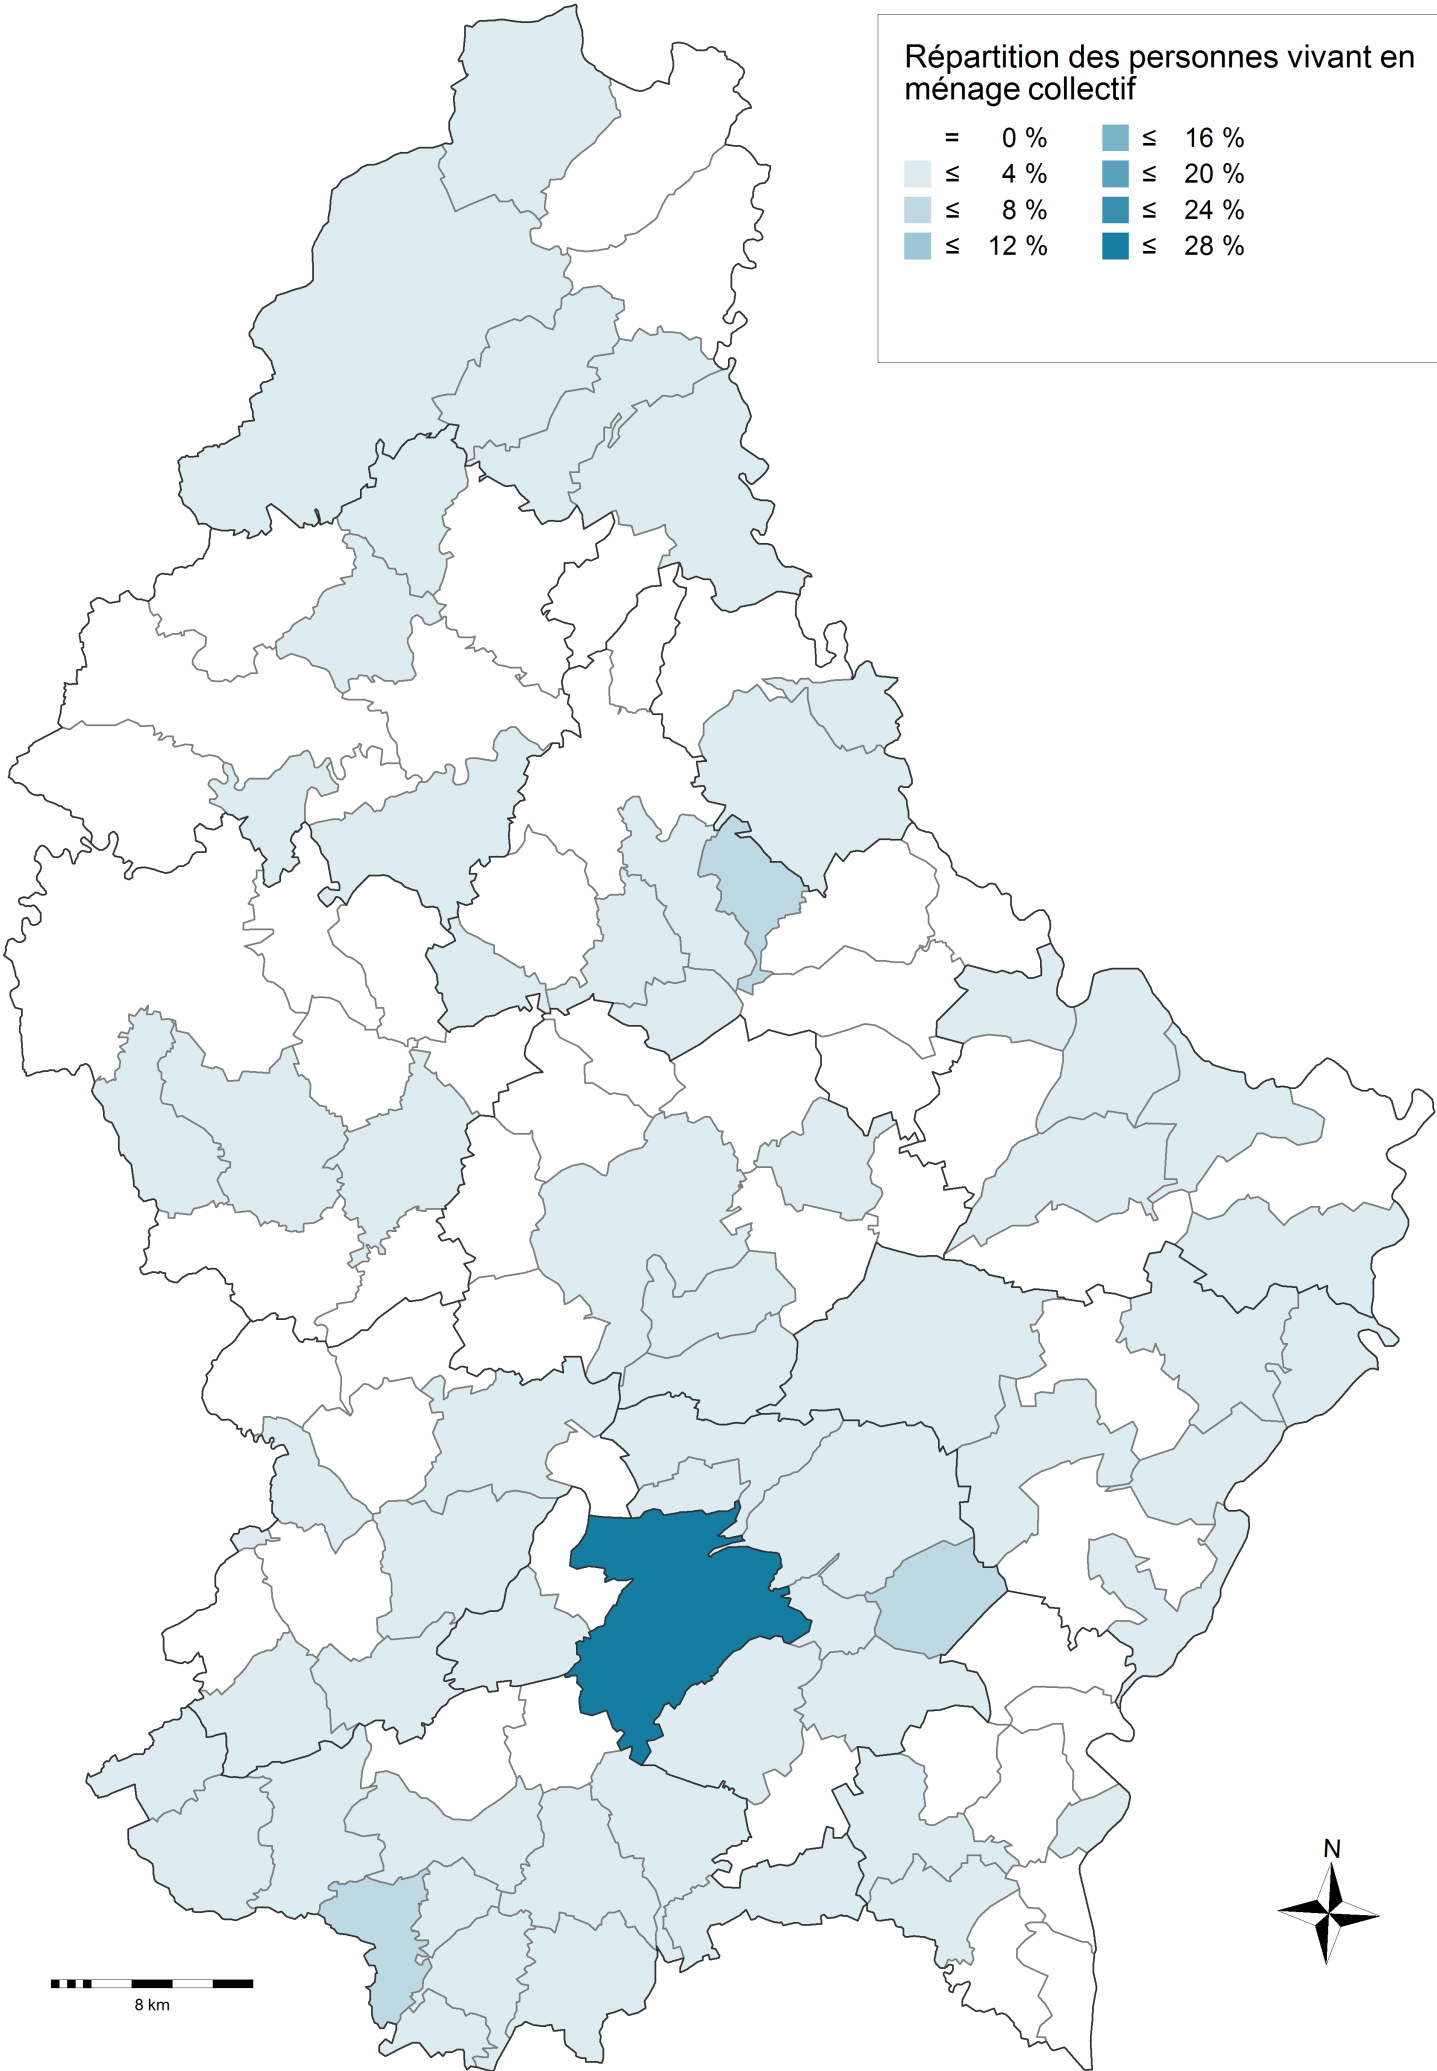 Répartition des personnes vivant en
ménage collectif
= 0 %
≤ 4 %
≤ 8 %
≤ 12 %
≤ 16 %
≤ 20 %
≤ 24 %
≤ 28 %
N
8 km